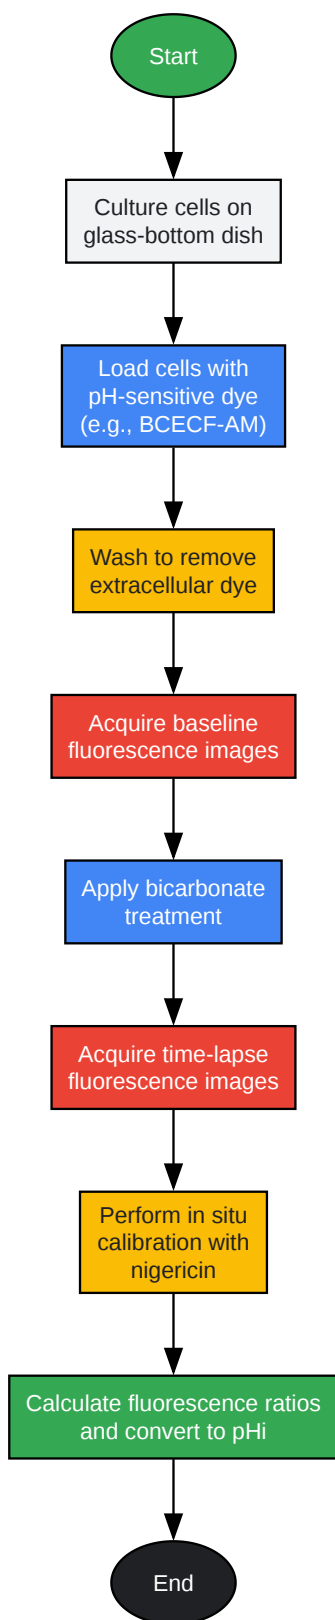 Start
Culture cells on
glass-bottom dish
Load cells with
pH-sensitive dye
(e.g., BCECF-AM)
Wash to remove
extracellular dye
Acquire baseline
fluorescence images
Apply bicarbonate
treatment
Acquire time-lapse
fluorescence images
Perform in situ
calibration with
nigericin
Calculate fluorescence ratios
and convert to pHi
End